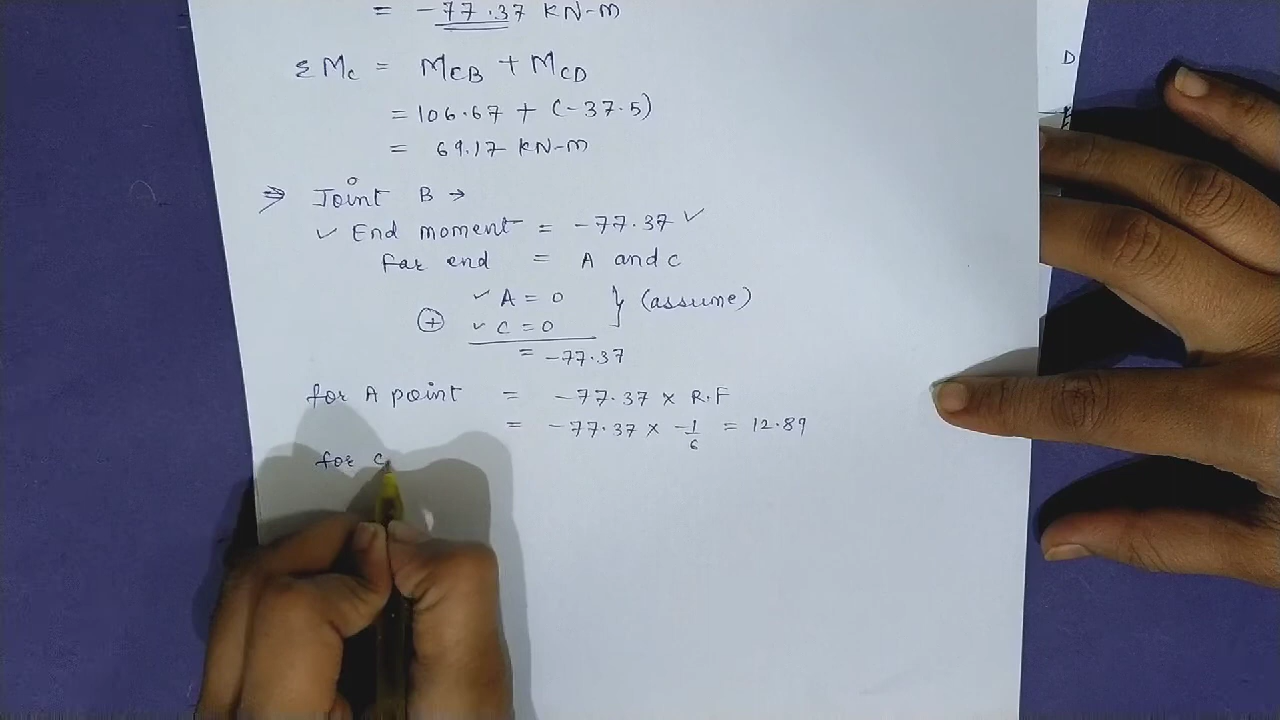 = -77.37 KN-m
D
Σ Mc = MCB + MCD
= 106.67 + (-37.5)
= 69.17 KN-m
⇒ Joint B →
✓ End moment = -77.37 ✓
far end = A and C
✓ A = 0 } (assume)
⊕ ✓ C = 0
= -77.37
for A point = -77.37 × R.F
= -77.37 × -1/6 = 12.89
for C